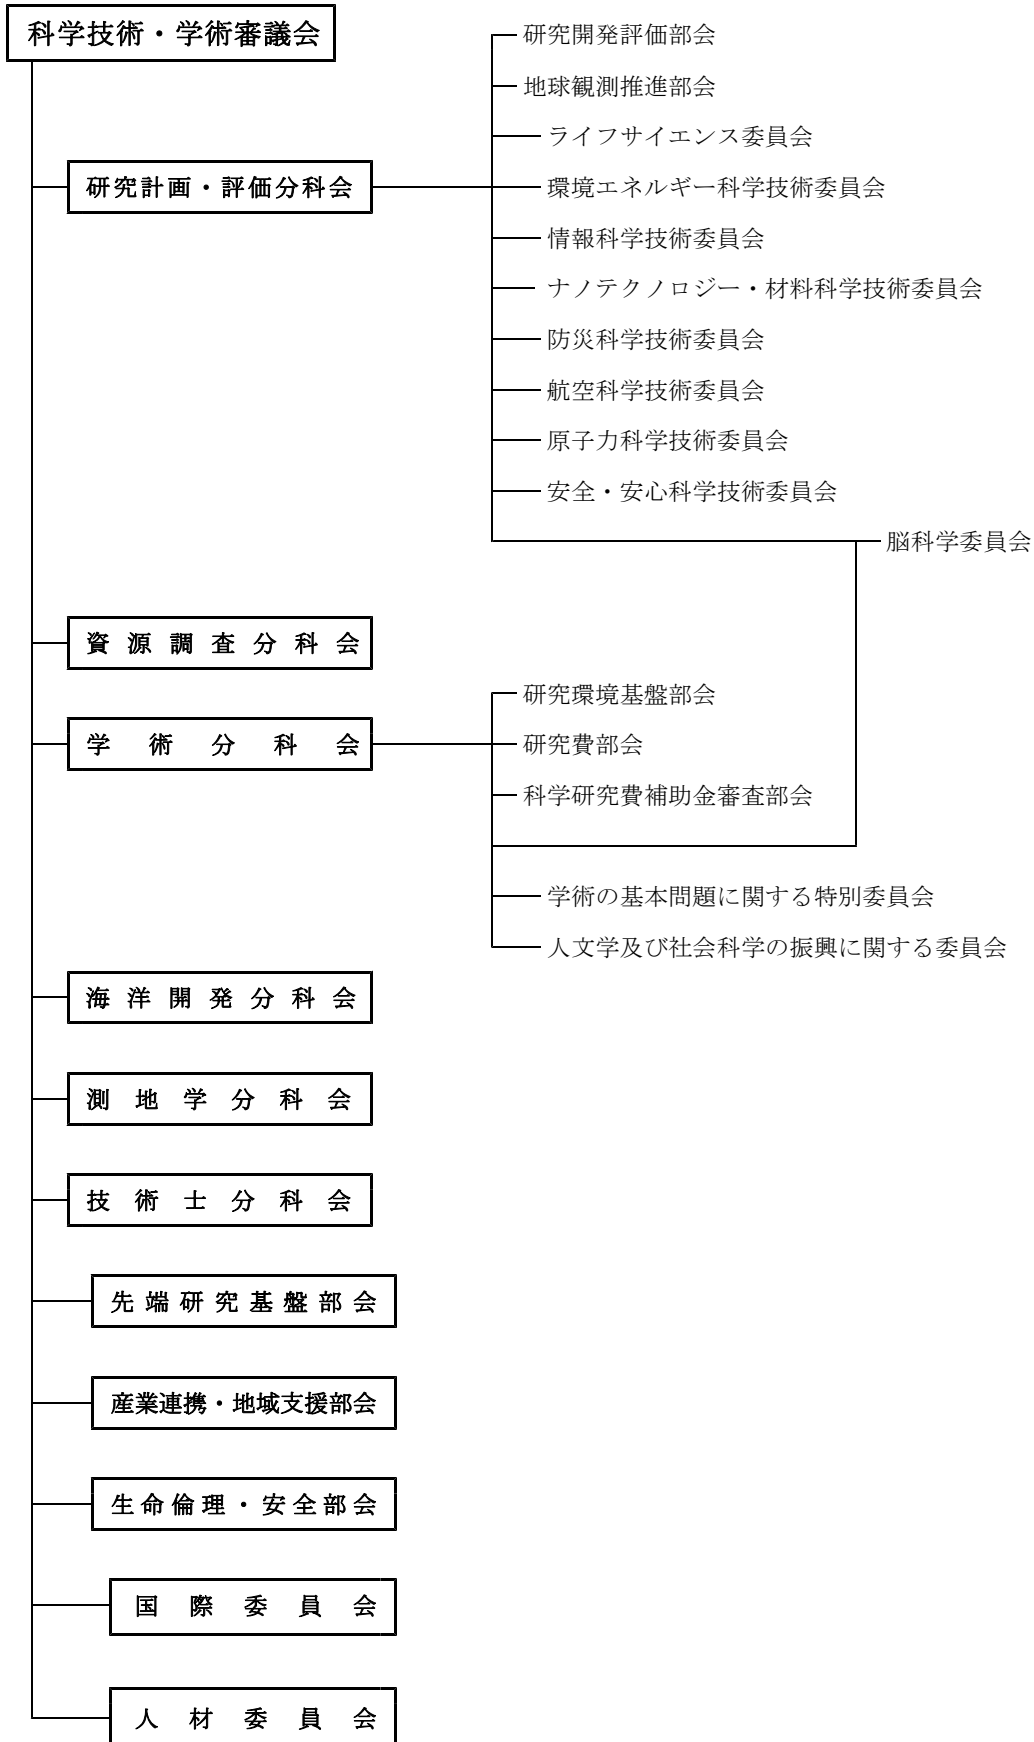 科学技術・学術審議会
研究開発評価部会
地球観測推進部会
ライフサイエンス委員会
研究計画・評価分科会
環境エネルギー科学技術委員会
情報科学技術委員会
ナノテクノロジー・材料科学技術委員会
防災科学技術委員会
航空科学技術委員会
原子力科学技術委員会
安全・安心科学技術委員会
脳科学委員会
資源調査分科会
研究環境基盤部会
学術分科会
研究費部会
科学研究費補助金審査部会
学術の基本問題に関する特別委員会
人文学及び社会科学の振興に関する委員会
海洋開発分科会
測地学分科会
技術士分科会
先端研究基盤部会
産業連携・地域支援部会
生命倫理・安全部会
国際委員会
人材委員会